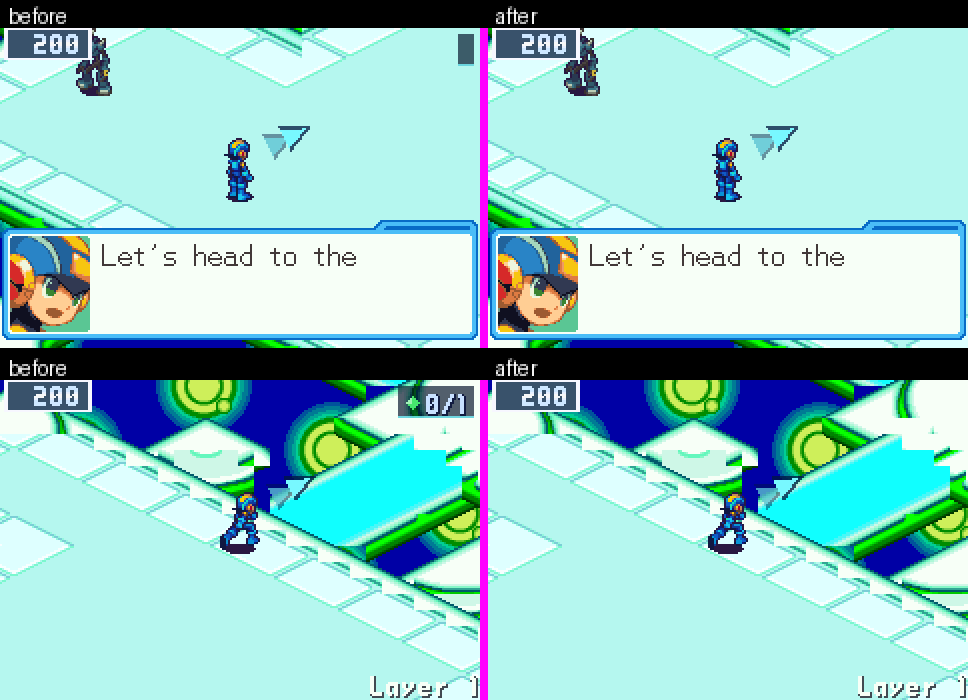 before
after
200
200
Let's head to the
Let's head to the
before
after
200
0/1
200
Layer 1
Layer 1